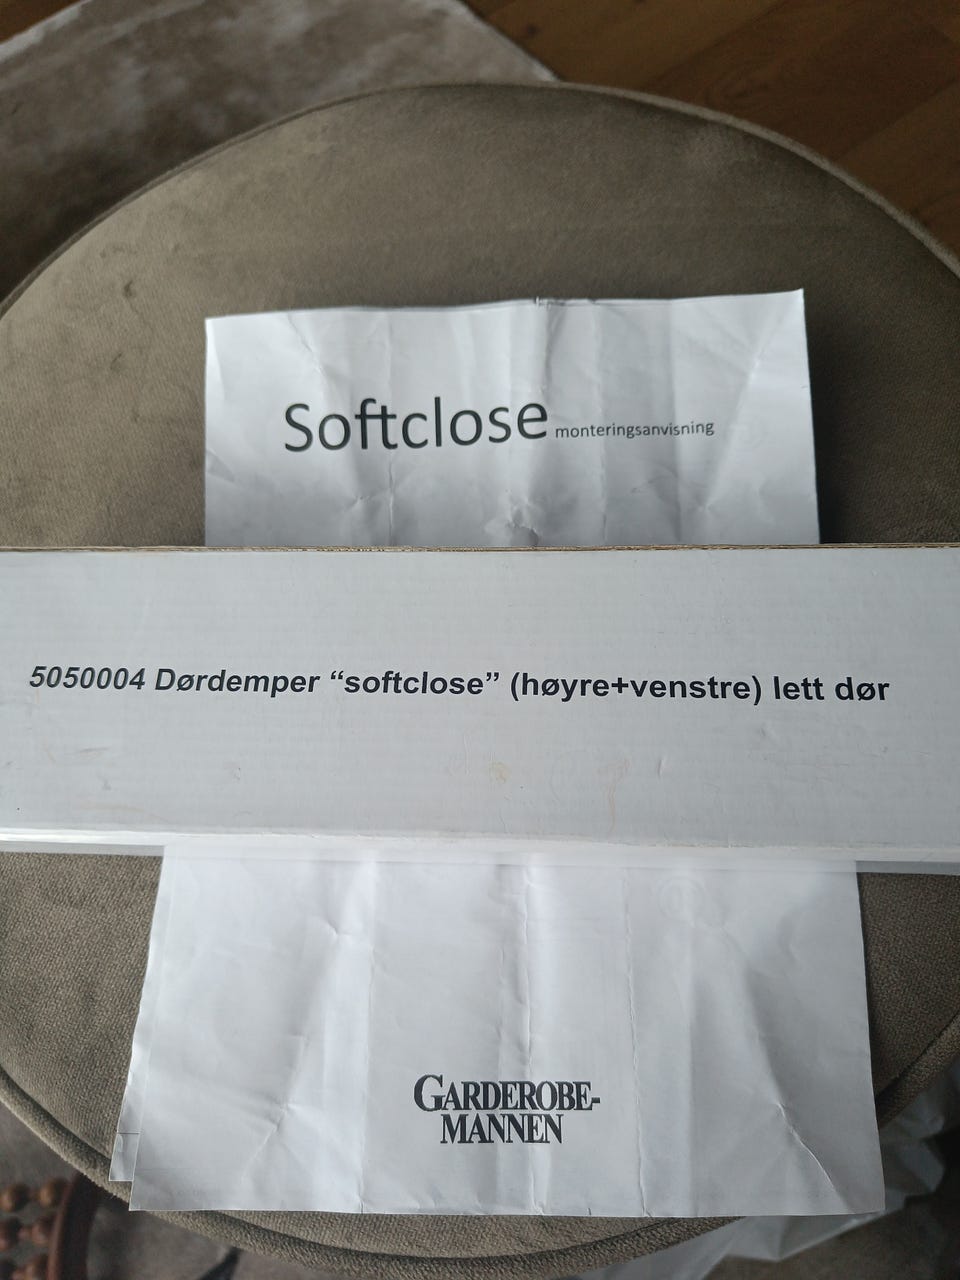 Softclose monteringsanvisning
5050004 Dørdemper “softclose” (høyre+venstre) lett dør
GARDEROBE-
MANNEN